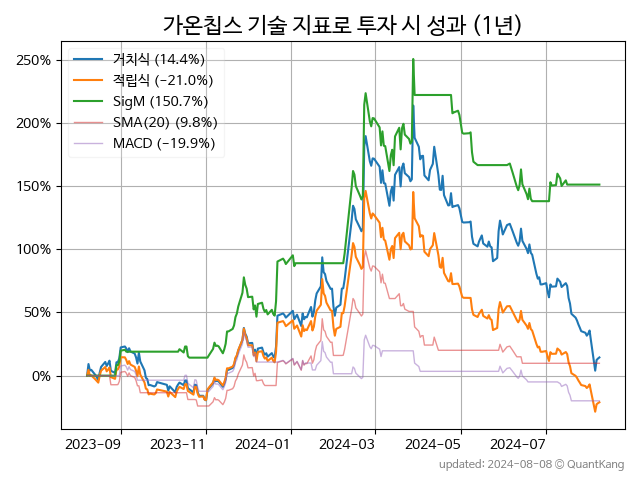 가온칩스 기술 지표로 투자 시 성과 (1년)
250%
200%
150%
100%
50%
0%
거치식 (14.4%)
적립식 (−21.0%)
SigM (150.7%)
SMA(20) (9.8%)
MACD (−19.9%)
2023-09
2023-11
2024-01
2024-03
2024-05
2024-07
updated: 2024-08-08 © QuantKang